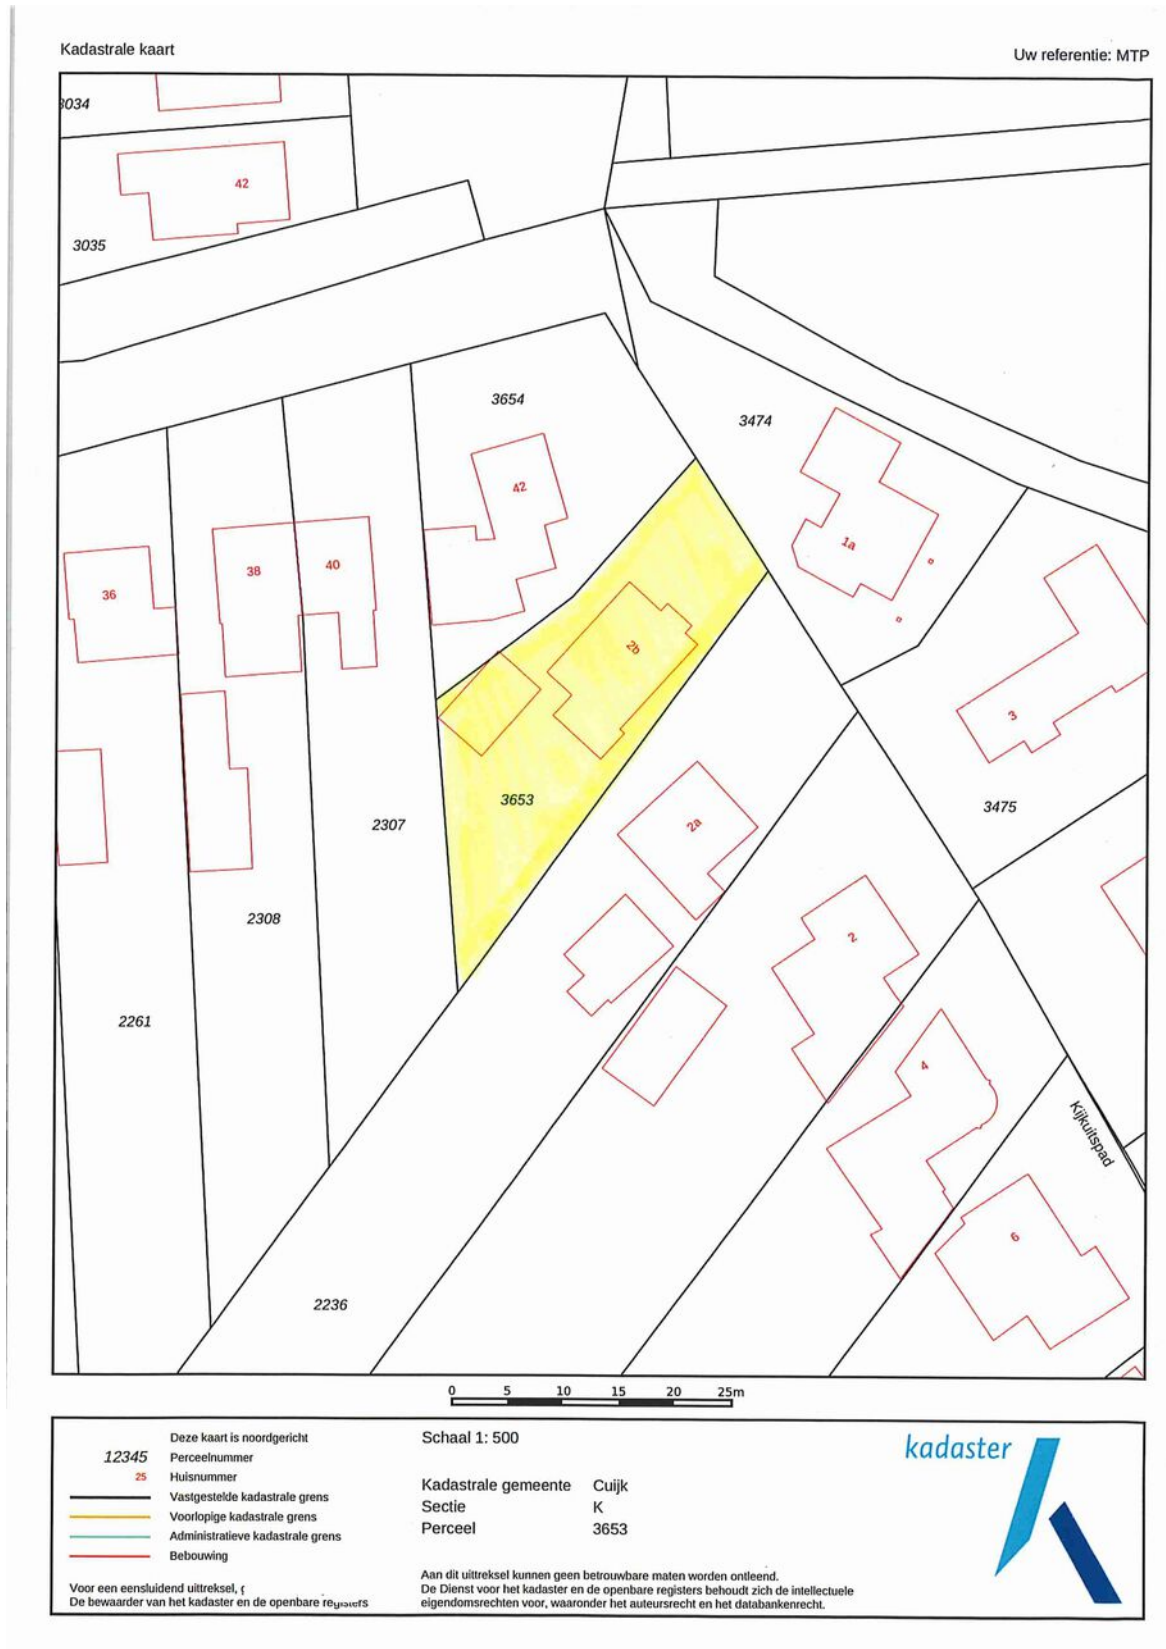 Kadastrale kaart
Uw referentie: MTP
3034
42
3035
3654
3474
42
1a
38
40
36
2b
3
3653
3475
2307
2a
2308
2
2261
4
Kijkuitspad
6
2236
0 5 10 15 20 25m
Deze kaart is noordgericht
12345 Perceelnummer
25 Huisnummer
Vastgestelde kadastrale grens
Voorlopige kadastrale grens
Administratieve kadastrale grens
Bebouwing
Voor een eensluidend uittreksel,
De bewaarder van het kadaster en de openbare registers
Schaal 1: 500
Kadastrale gemeente Cuijk
Sectie K
Perceel 3653
Aan dit uittreksel kunnen geen betrouwbare maten worden ontleend.
De Dienst voor het kadaster en de openbare registers behoudt zich de intellectuele
eigendomsrechten voor, waaronder het auteursrecht en het databankenrecht.
kadaster